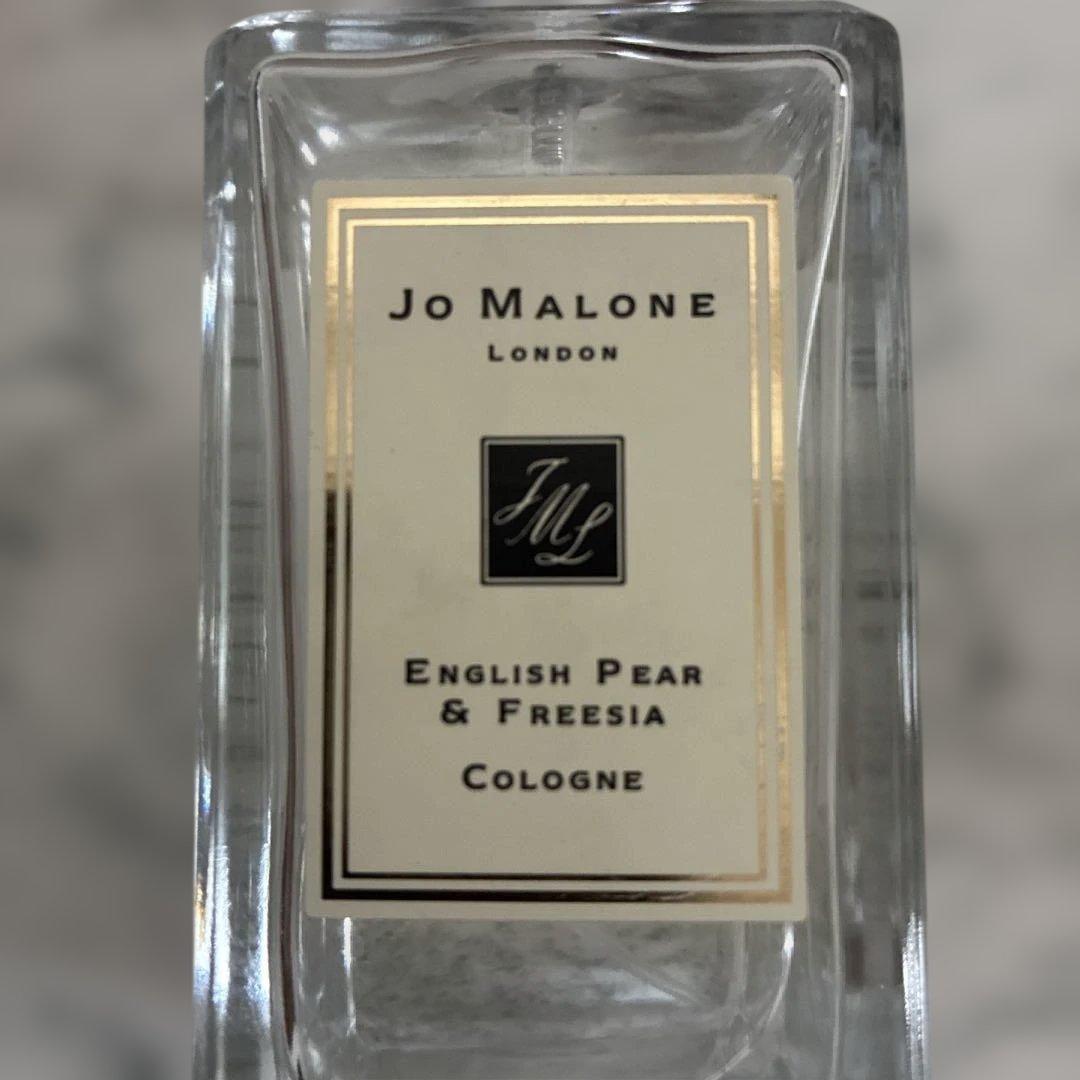 Jo Malone
London
JML
English Pear
& Freesia
Cologne